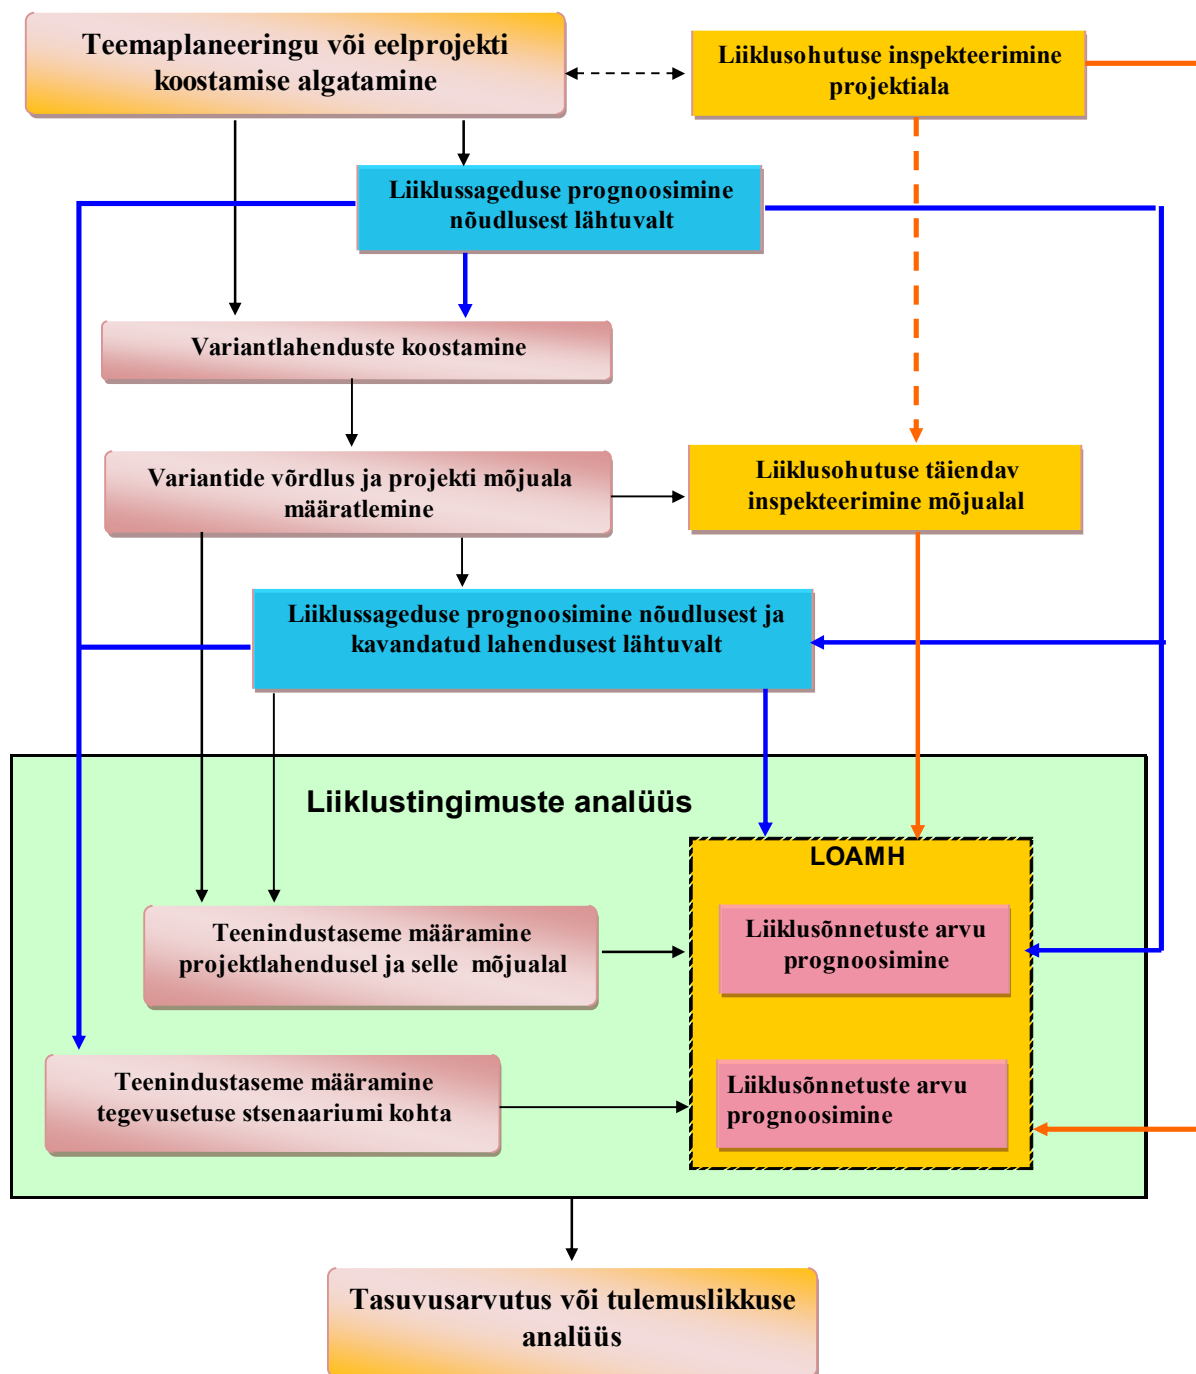 Teemaplaneeringu või eelprojekti
koostamise algatamine
Liiklusohutuse inspekteerimine
projektiala
Liiklussageduse prognoosimine
nõudlusest lähtuvalt
Variantlahenduste koostamine
Variantide võrdlus ja projekti mõjuala
määratlemine
Liiklusohutuse täiendav
inspekteerimine mõjualal
Liiklussageduse prognoosimine nõudlusest ja
kavandatud lahendusest lähtuvalt
Liiklustingimuste analüüs
LOAMH
Teenindustaseme määramine
projektlahendusel ja selle mõjualal
Liiklusõnnetuste arvu
prognoosimine
Teenindustaseme määramine
tegevusetuse stsenaariumi kohta
Liiklusõnnetuste arvu
prognoosimine
Tasuvusarvutus või tulemuslikkuse
analüüs